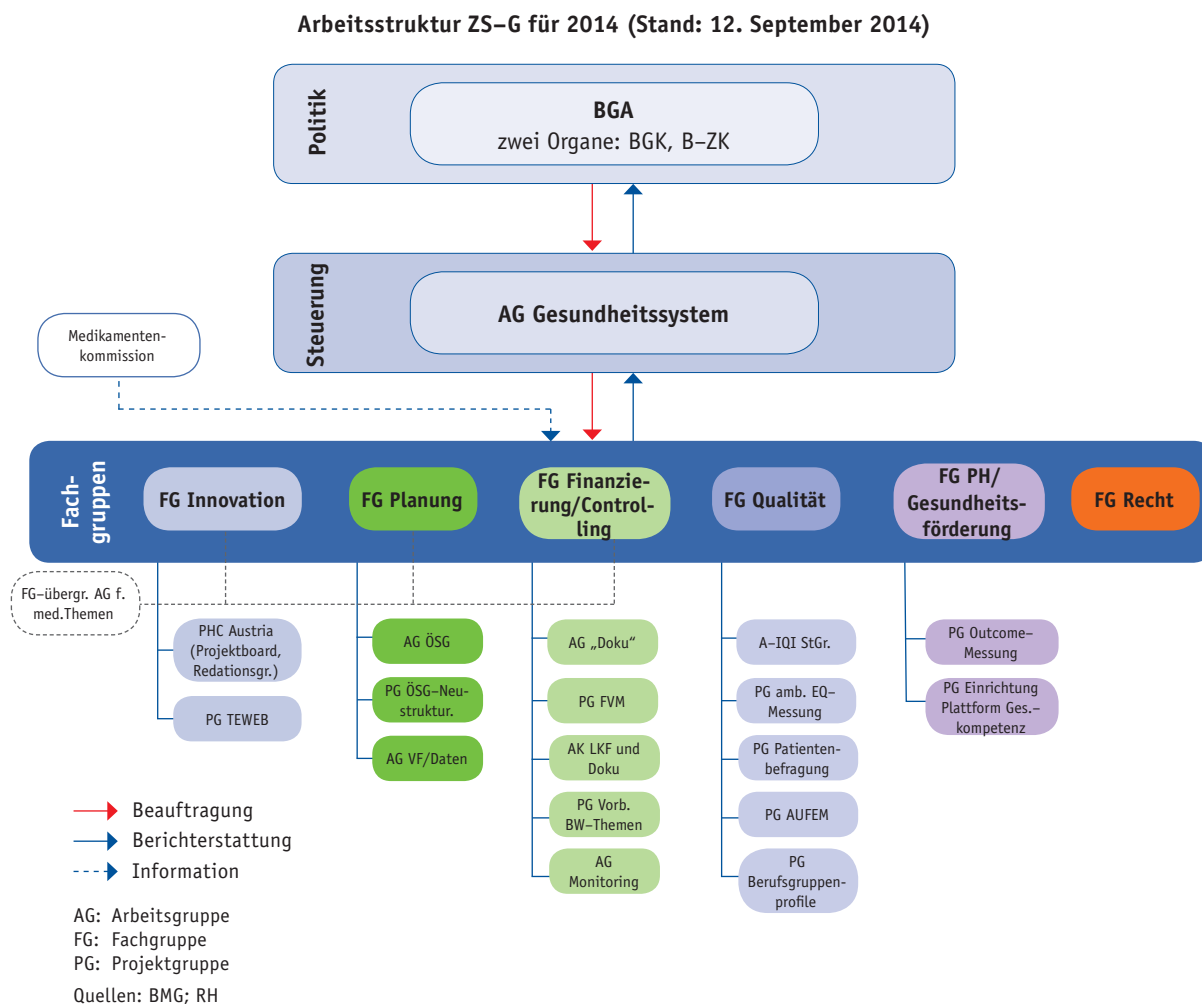 Arbeitsstruktur ZS–G für 2014 (Stand: 12. September 2014)
Politik
BGA
zwei Organe: BGK, B–ZK
Steuerung
AG Gesundheitssystem
Medikamenten-
kommission
Fach-
gruppen
FG Innovation
FG Planung
FG Finanzie-
rung/Control-
ling
FG Qualität
FG PH/
Gesundheits-
förderung
FG Recht
FG–übergr. AG f.
med.Themen
PHC Austria
(Projektboard,
Redationsgr.)
PG TEWEB
AG ÖSG
PG ÖSG–Neu-
struktur.
AG VF/Daten
AG „Doku“
PG FVM
AK LKF und
Doku
PG Vorb.
BW–Themen
AG
Monitoring
A–IQI StGr.
PG amb. EQ–
Messung
PG Patienten-
befragung
PG AUFEM
PG
Berufsgruppen-
profile
PG Outcome–
Messung
PG Einrichtung
Plattform Ges.–
kompetenz
Beauftragung
Berichterstattung
Information
AG: Arbeitsgruppe
FG: Fachgruppe
PG: Projektgruppe
Quellen: BMG; RH